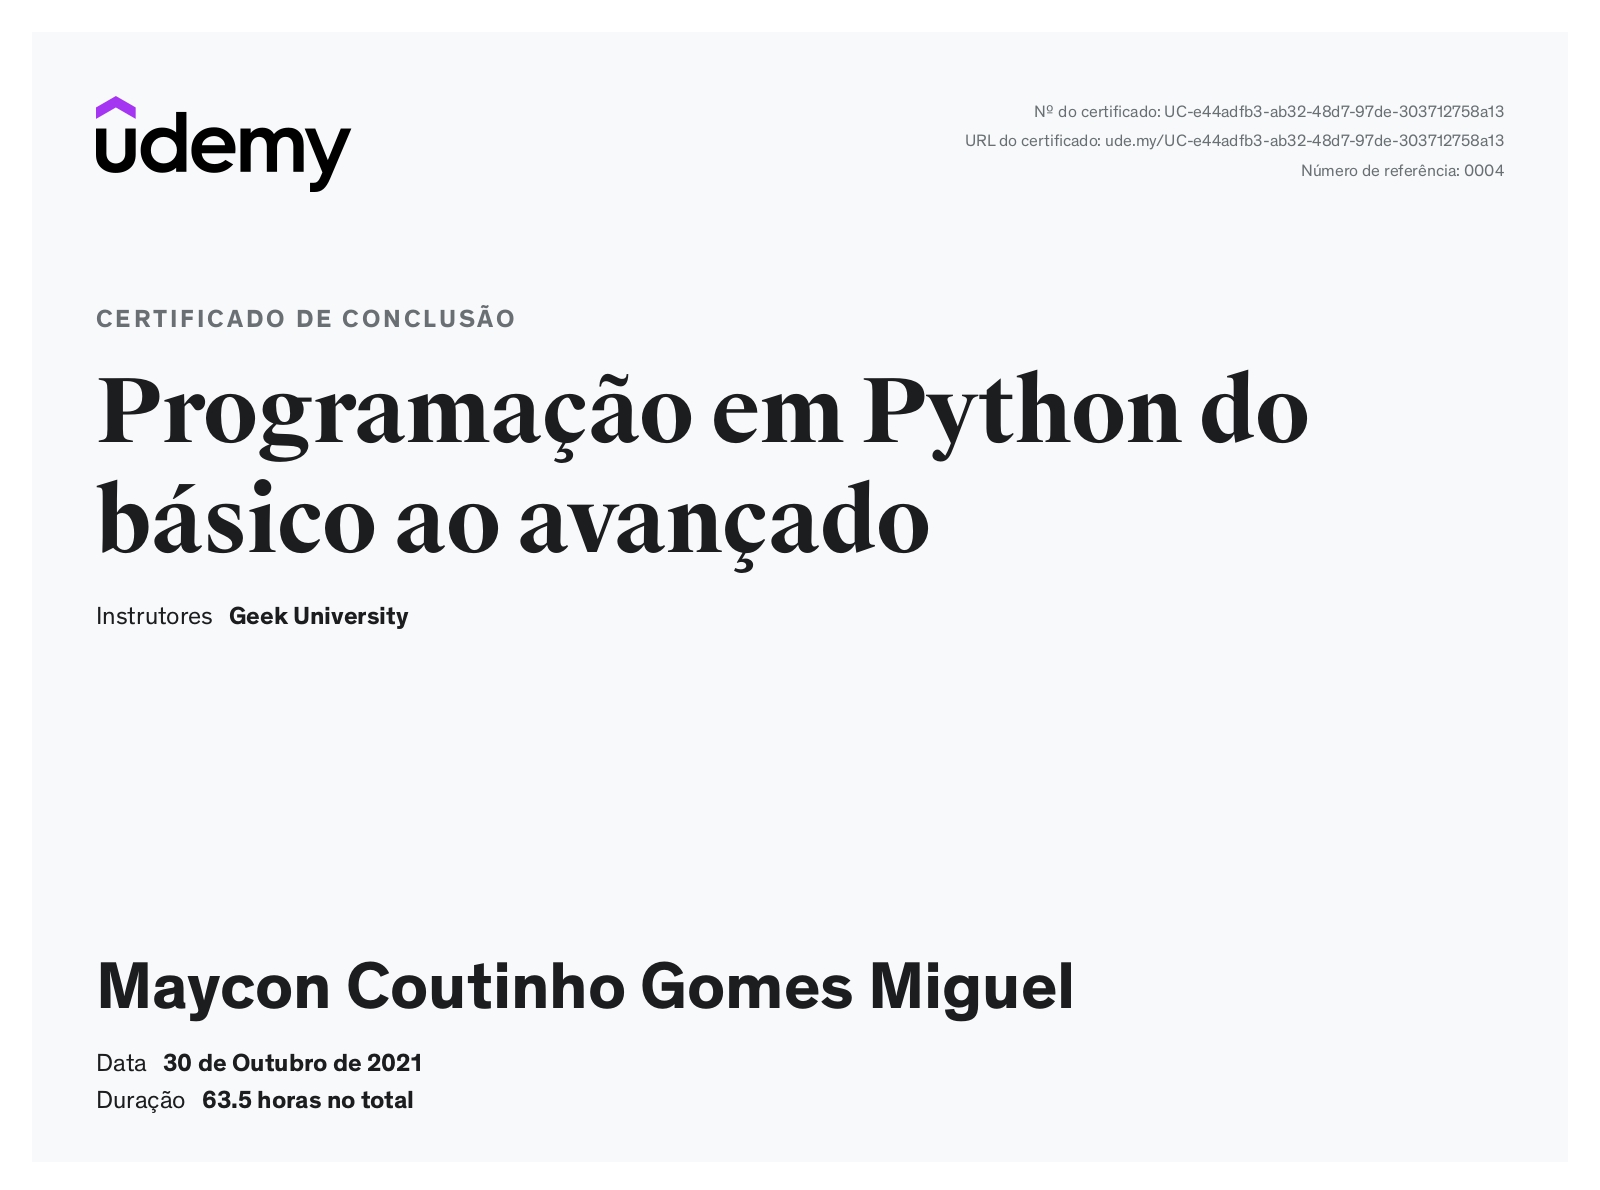 udemy
Nº do certificado: UC-e44adfb3-ab32-48d7-97de-303712758a13
URL do certificado: ude.my/UC-e44adfb3-ab32-48d7-97de-303712758a13
Número de referência: 0004
CERTIFICADO DE CONCLUSÃO
Programação em Python do
básico ao avançado
Instrutores Geek University
Maycon Coutinho Gomes Miguel
Data 30 de Outubro de 2021
Duração 63.5 horas no total